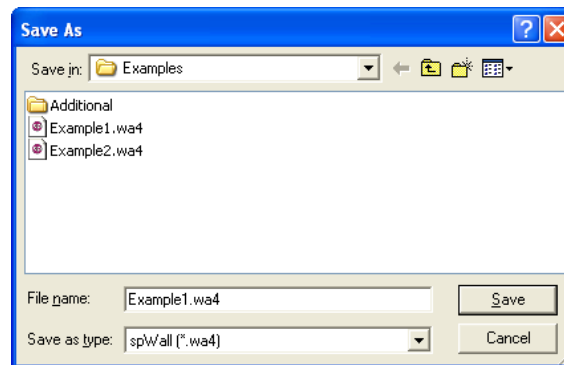 Save As
Save in: Examples
Additional
Example1.wa4
Example2.wa4
File name: Example1.wa4 Save
Save as type: spWall (*.wa4) Cancel